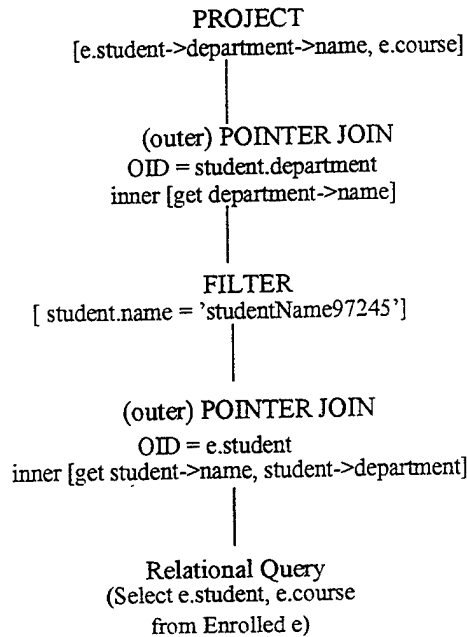 PROJECT
[e.student->department->name, e.course]
(outer) POINTER JOIN
OID = student.department
inner [get department->name]
FILTER
[ student.name = 'studentName97245']
(outer) POINTER JOIN
OID = e.student
inner [get student->name, student->department]
Relational Query
(Select e.student, e.course
from Enrolled e)